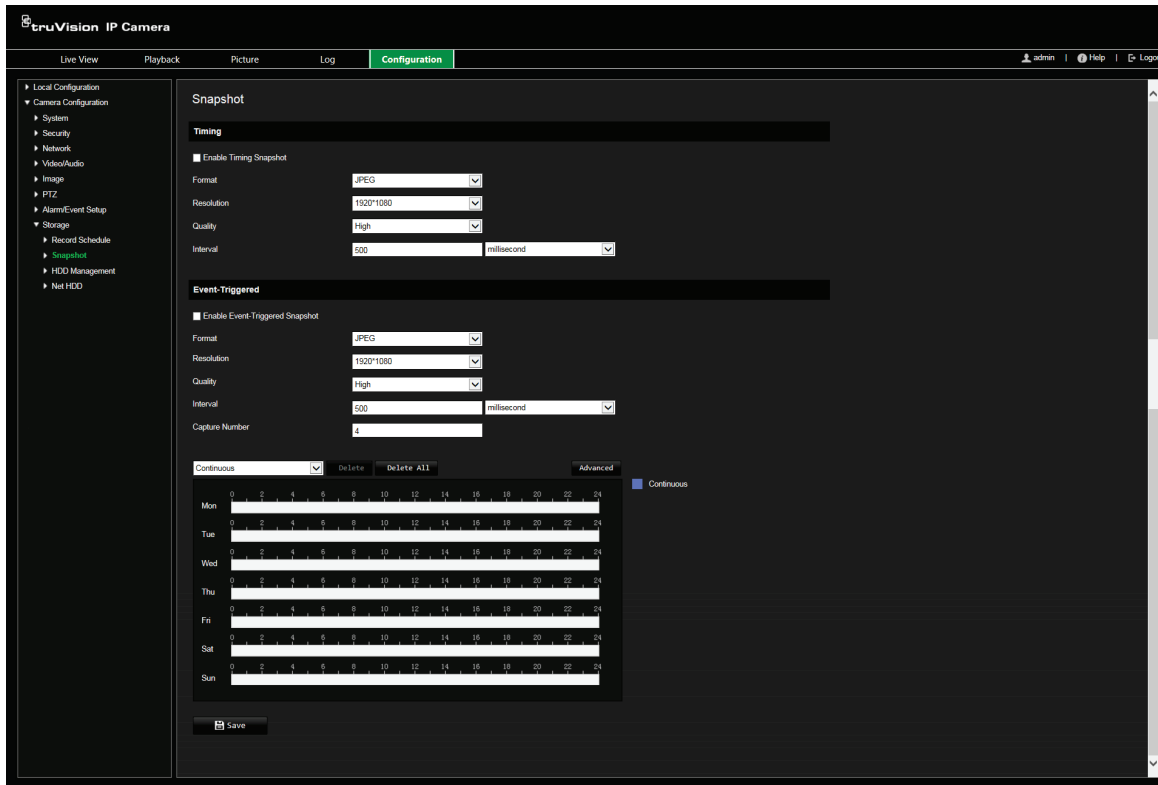 truVision IP Camera
Live View Playback Picture Log Configuration admin | Help | Logo
Local Configuration
Camera Configuration
System
Security
Network
Video/Audio
Image
PTZ
Alarm/Event Setup
Storage
Record Schedule
Snapshot
HDD Management
Net HDD
Snapshot
Timing
Enable Timing Snapshot
Format JPEG
Resolution 1920*1080
Quality High
Interval 500 millisecond
Event-Triggered
Enable Event-Triggered Snapshot
Format JPEG
Resolution 1920*1080
Quality High
Interval 500 millisecond
Capture Number 4
Continuous Delete Delete All Advanced
Continuous
0 2 4 6 8 10 12 14 16 18 20 22 24
Mon
0 2 4 6 8 10 12 14 16 18 20 22 24
Tue
0 2 4 6 8 10 12 14 16 18 20 22 24
Wed
0 2 4 6 8 10 12 14 16 18 20 22 24
Thu
0 2 4 6 8 10 12 14 16 18 20 22 24
Fri
0 2 4 6 8 10 12 14 16 18 20 22 24
Sat
0 2 4 6 8 10 12 14 16 18 20 22 24
Sun
Save